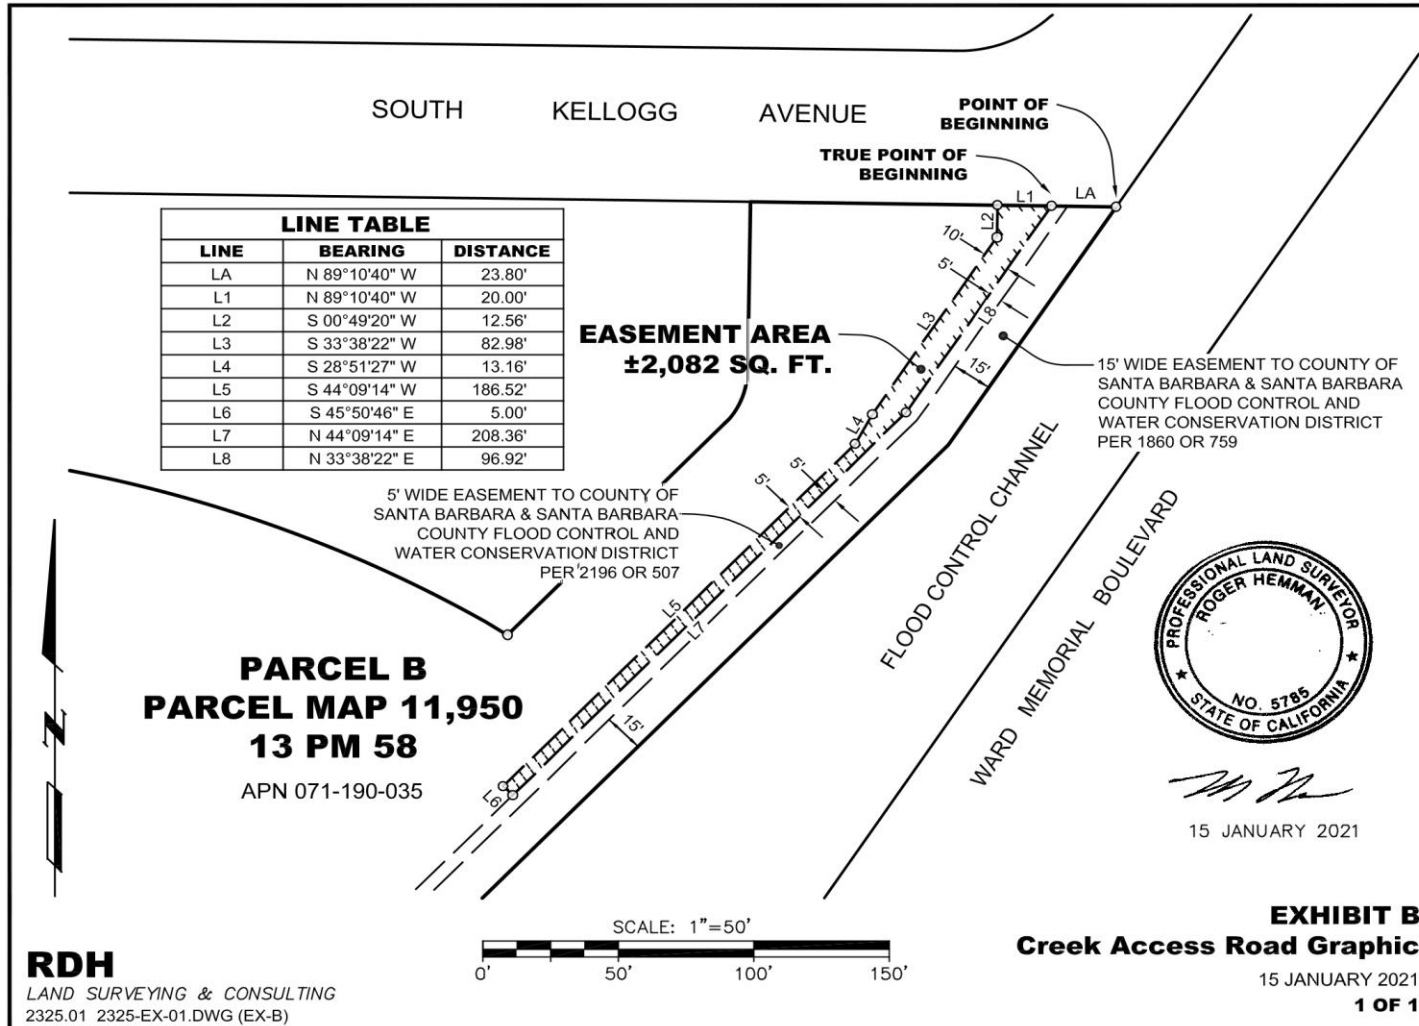 SOUTH KELLOGG AVENUE
POINT OF
BEGINNING
TRUE POINT OF
BEGINNING
L1
LA
L2
10'
5'
L3
L8
15'
L4
LINE TABLE
LINE BEARING DISTANCE
LA N 89°10'40" W 23.80'
L1 N 89°10'40" W 20.00'
L2 S 00°49'20" W 12.56'
L3 S 33°38'22" W 82.98'
L4 S 28°51'27" W 13.16'
L5 S 44°09'14" W 186.52'
L6 S 45°50'46" E 5.00'
L7 N 44°09'14" E 208.36'
L8 N 33°38'22" E 96.92'
EASEMENT AREA
±2,082 SQ. FT.
15' WIDE EASEMENT TO COUNTY OF
SANTA BARBARA & SANTA BARBARA
COUNTY FLOOD CONTROL AND
WATER CONSERVATION DISTRICT
PER 1860 OR 759
5' WIDE EASEMENT TO COUNTY OF
SANTA BARBARA & SANTA BARBARA
COUNTY FLOOD CONTROL AND
WATER CONSERVATION DISTRICT
PER 2196 OR 507
5'
5'
L5
L7
15'
L6
FLOOD CONTROL CHANNEL
WARD MEMORIAL BOULEVARD
PARCEL B
PARCEL MAP 11,950
13 PM 58
APN 071-190-035
N
PROFESSIONAL LAND SURVEYOR
ROGER HEMMAN
NO. 5785
STATE OF CALIFORNIA
15 JANUARY 2021
SCALE: 1"=50'
0' 50' 100' 150'
RDH
LAND SURVEYING & CONSULTING
2325.01 2325-EX-01.DWG (EX-B)
EXHIBIT B
Creek Access Road Graphic
15 JANUARY 2021
1 OF 1